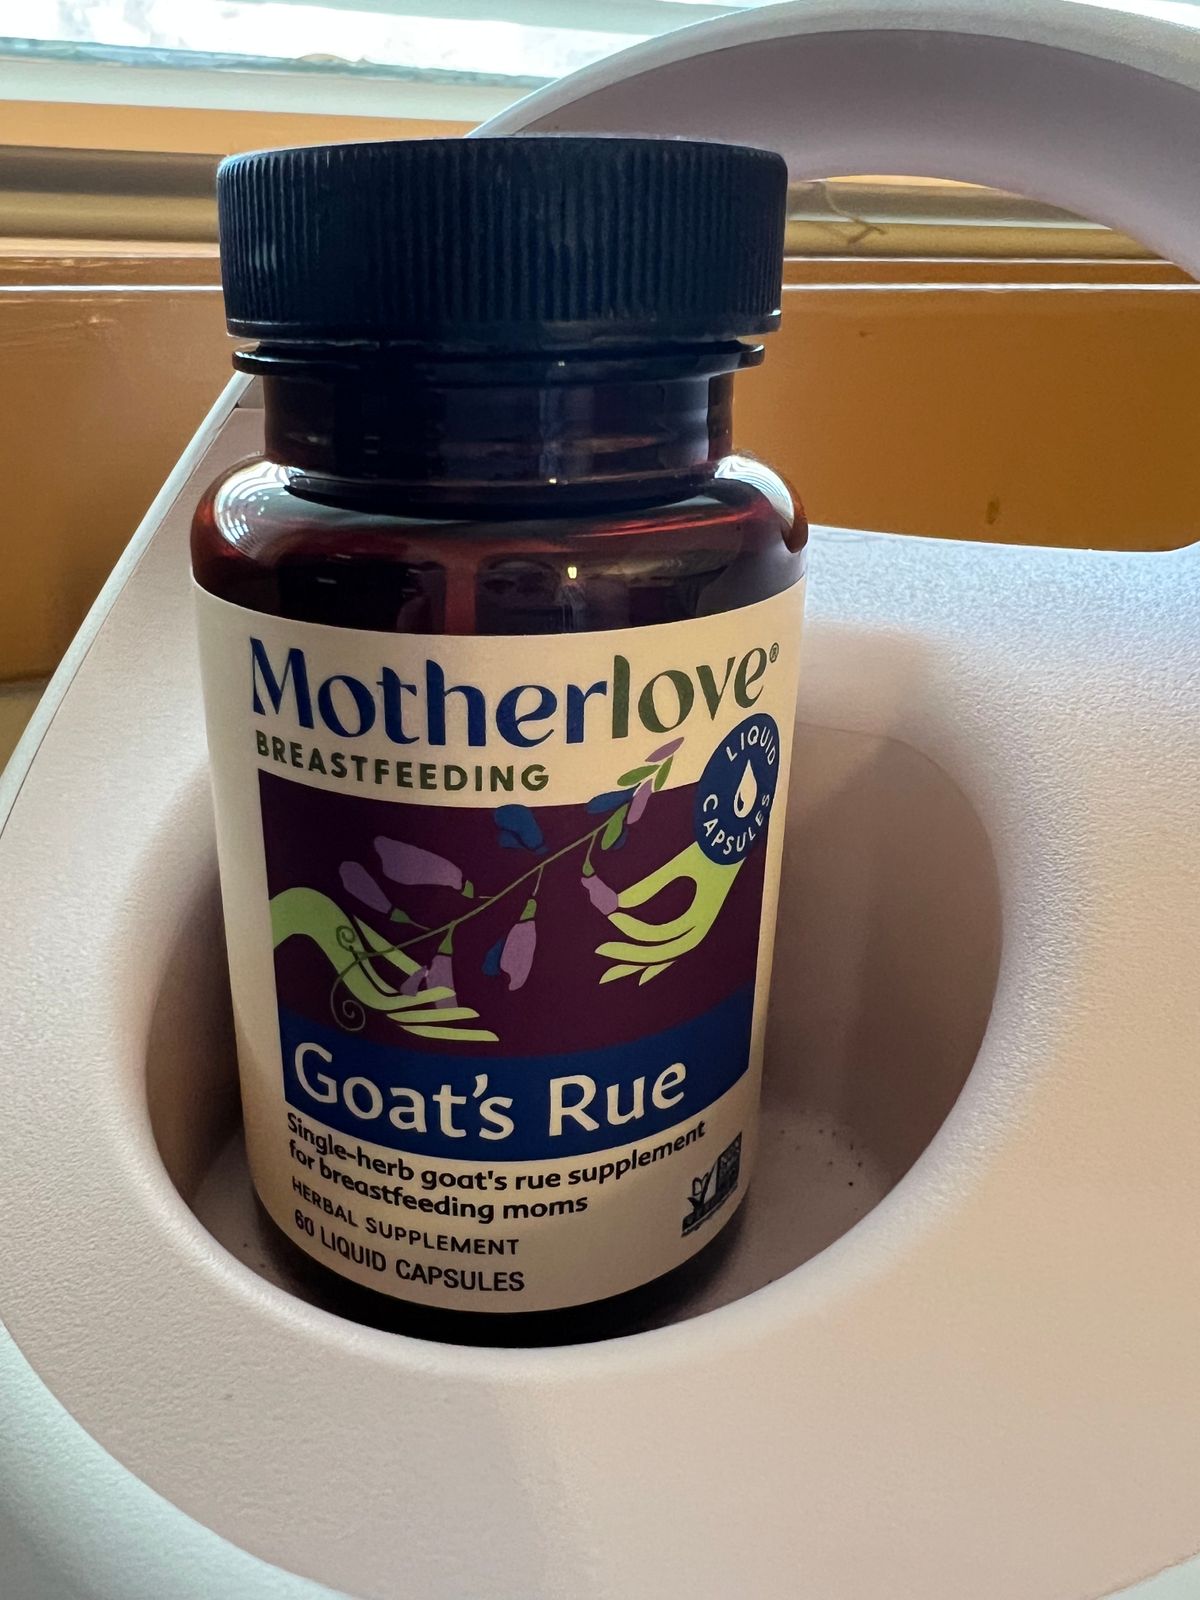 Motherlove®
BREASTFEEDING
LIQUID
CAPSULES
Goat's Rue
Single-herb goat's rue supplement
for breastfeeding moms
HERBAL SUPPLEMENT
60 LIQUID CAPSULES